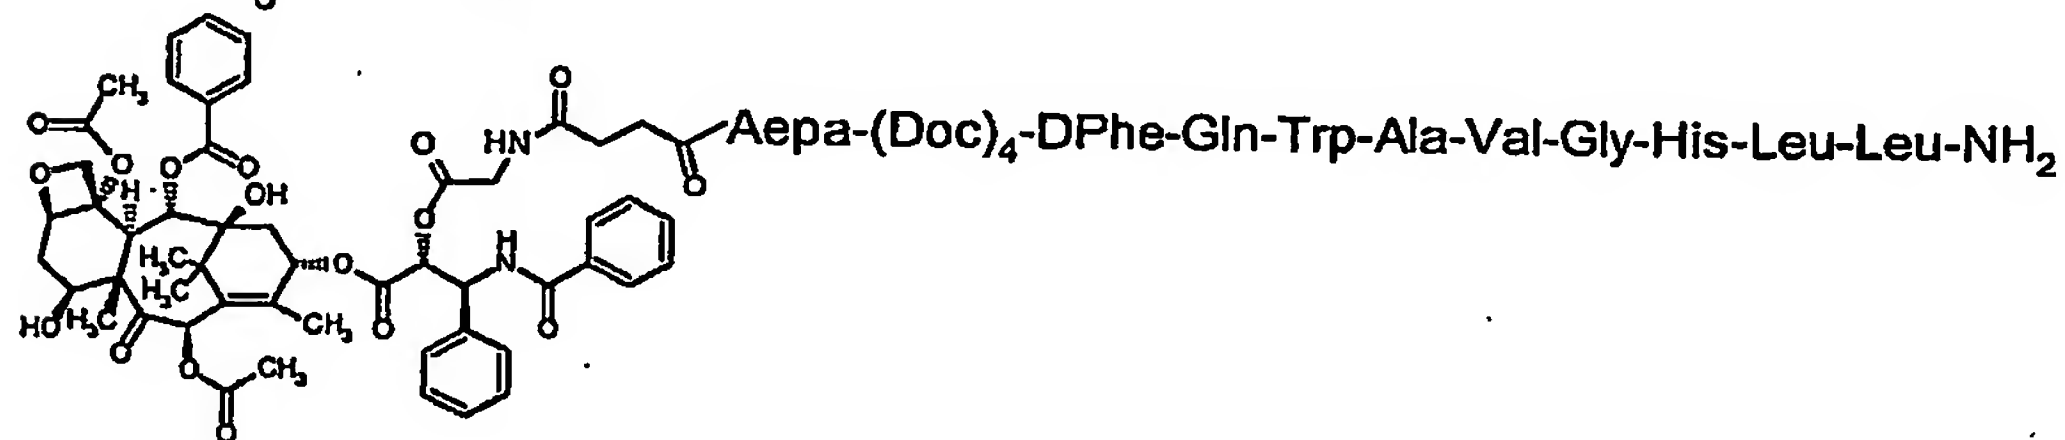 CH₃
O
O
O
O
HN
Aepa-(Doc)₄-DPhe-Gln-Trp-Ala-Val-Gly-His-Leu-Leu-NH₂
O
O
O
O
H
OH
O
H
N
H₃C
H₃C
O
HO
H₃C
O
CH₃
O
O
O
CH₃
O